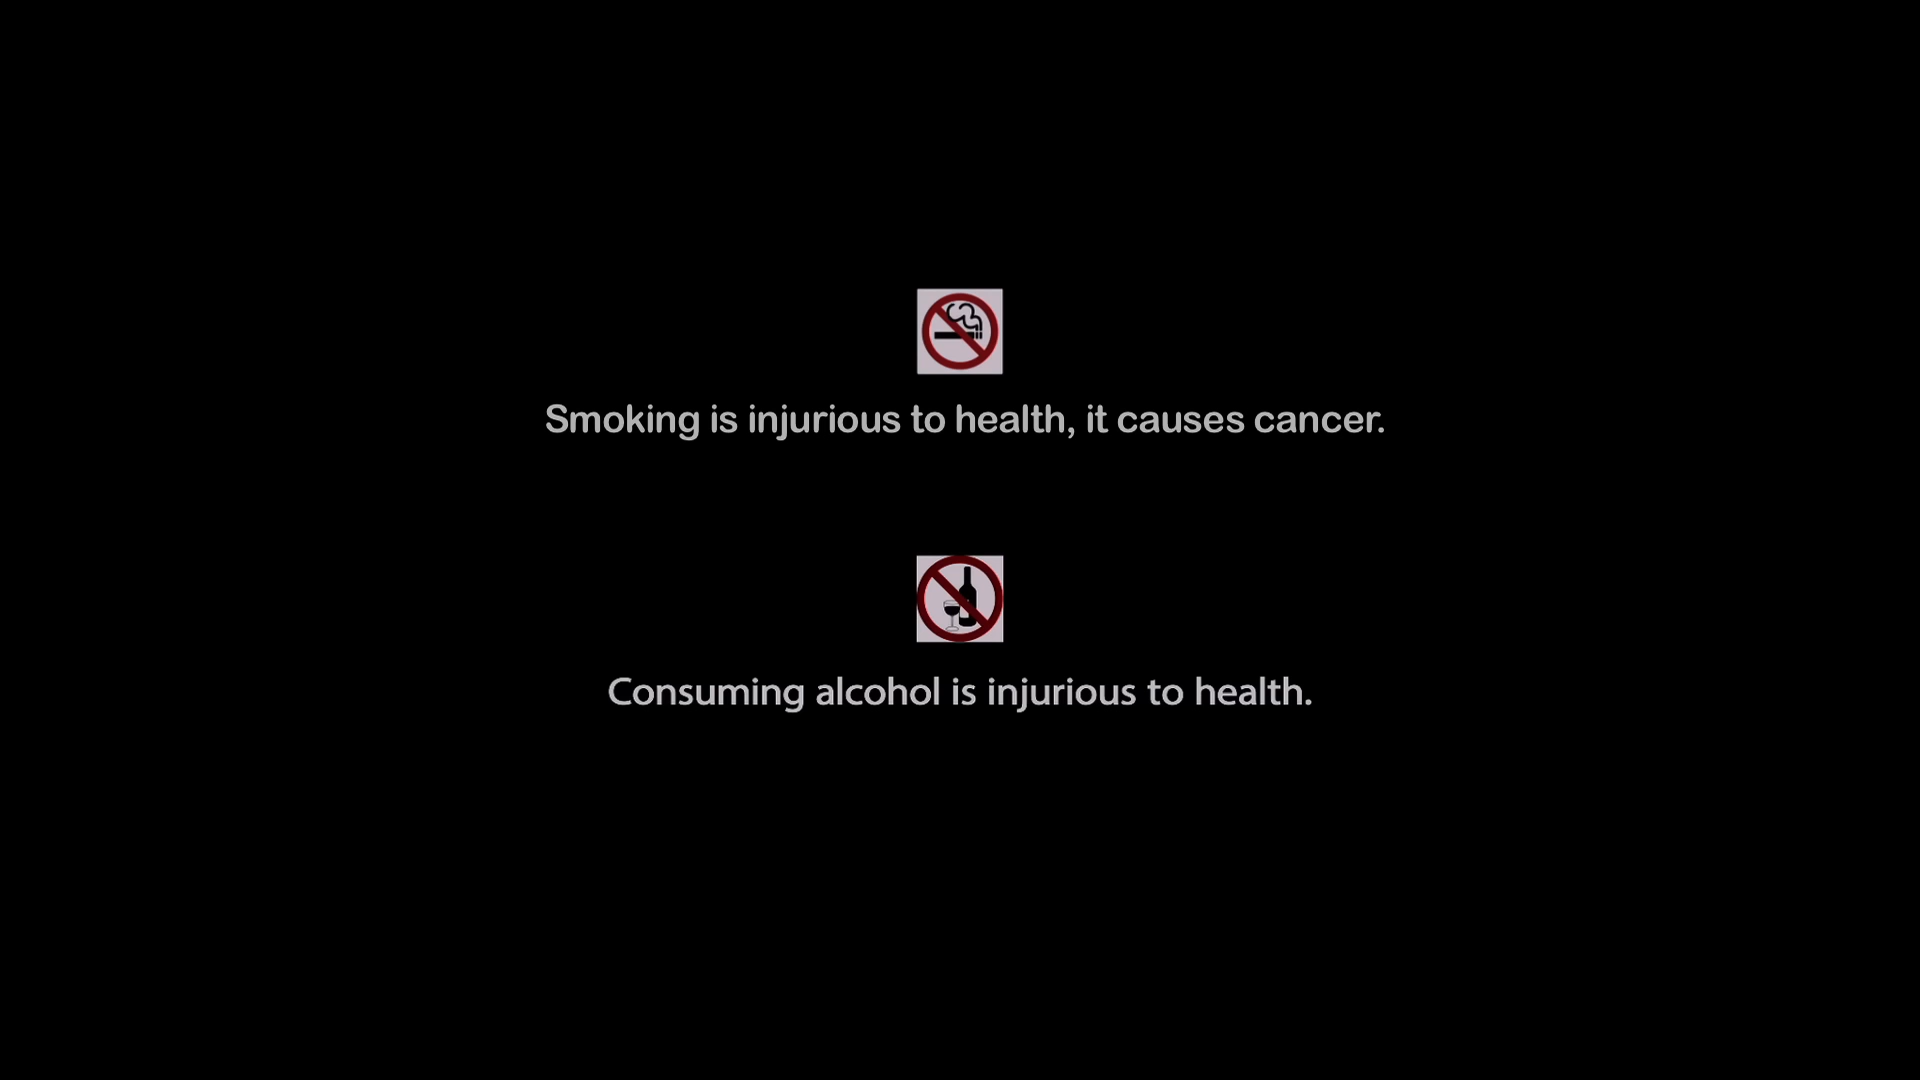 Smoking is injurious to health, it causes cancer.
Consuming alcohol is injurious to health.